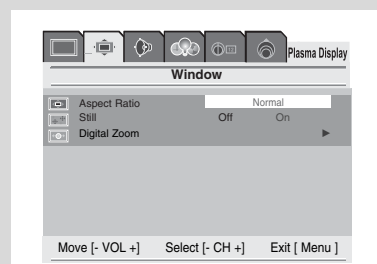 Plasma Display
Window
Aspect Ratio Normal
Still Off On
Digital Zoom
Move [- VOL +] Select [- CH +] Exit [ Menu ]